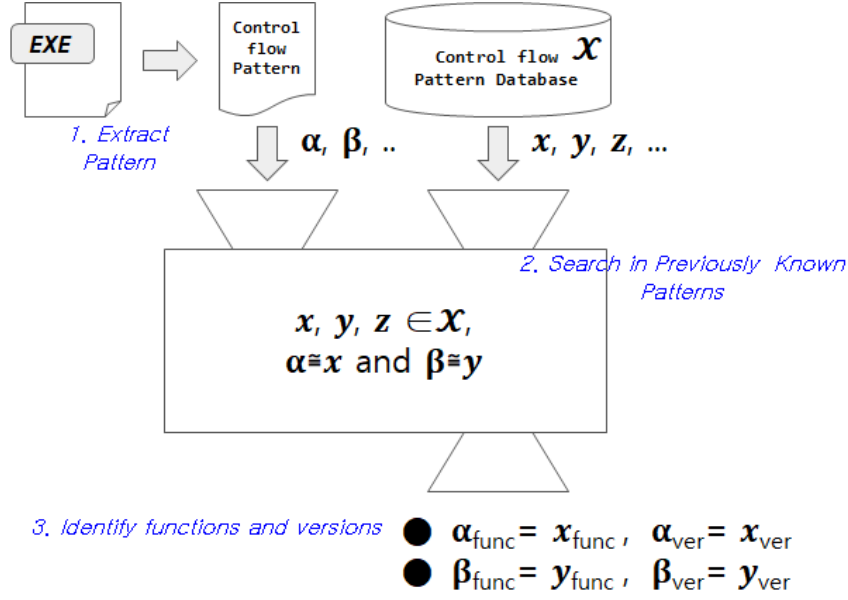 EXE
Control
flow
Pattern
Control flow X
Pattern Database
1. Extract
Pattern
α, β, ..
x, y, z, ...
2. Search in Previously Known
Patterns
x, y, z ∈ X,
α≅x and β≅y
3. Identify functions and versions
● αfunc = xfunc , αver = xver
● βfunc = yfunc , βver = yver